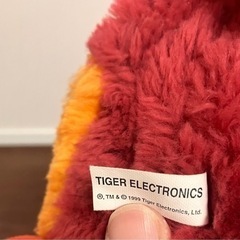 TIGER ELECTRONICS
®, TM & © 1999 Tiger Electronics, Ltd.